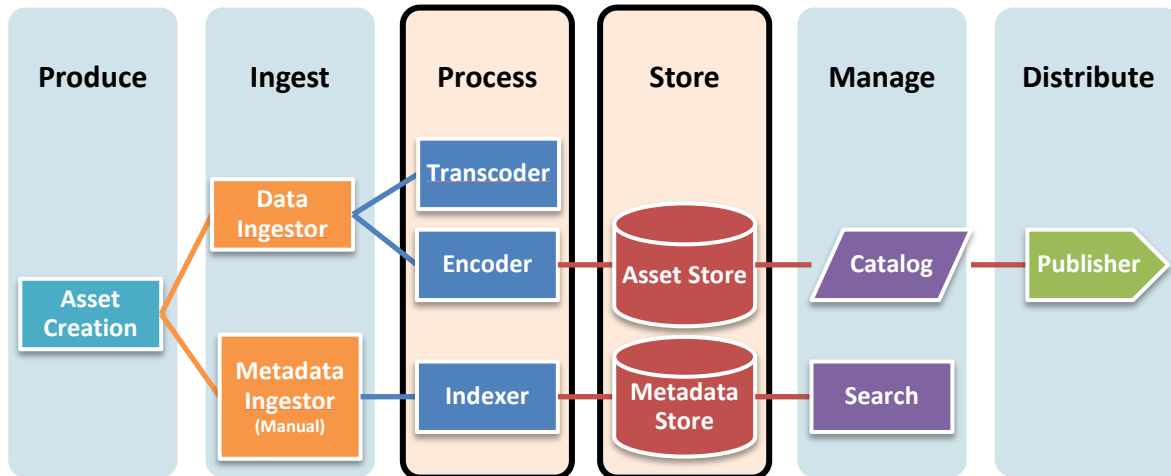 Produce
Ingest
Process
Store
Manage
Distribute
Asset
Creation
Data
Ingestor
Metadata
Ingestor
(Manual)
Transcoder
Encoder
Indexer
Asset Store
Metadata
Store
Catalog
Search
Publisher